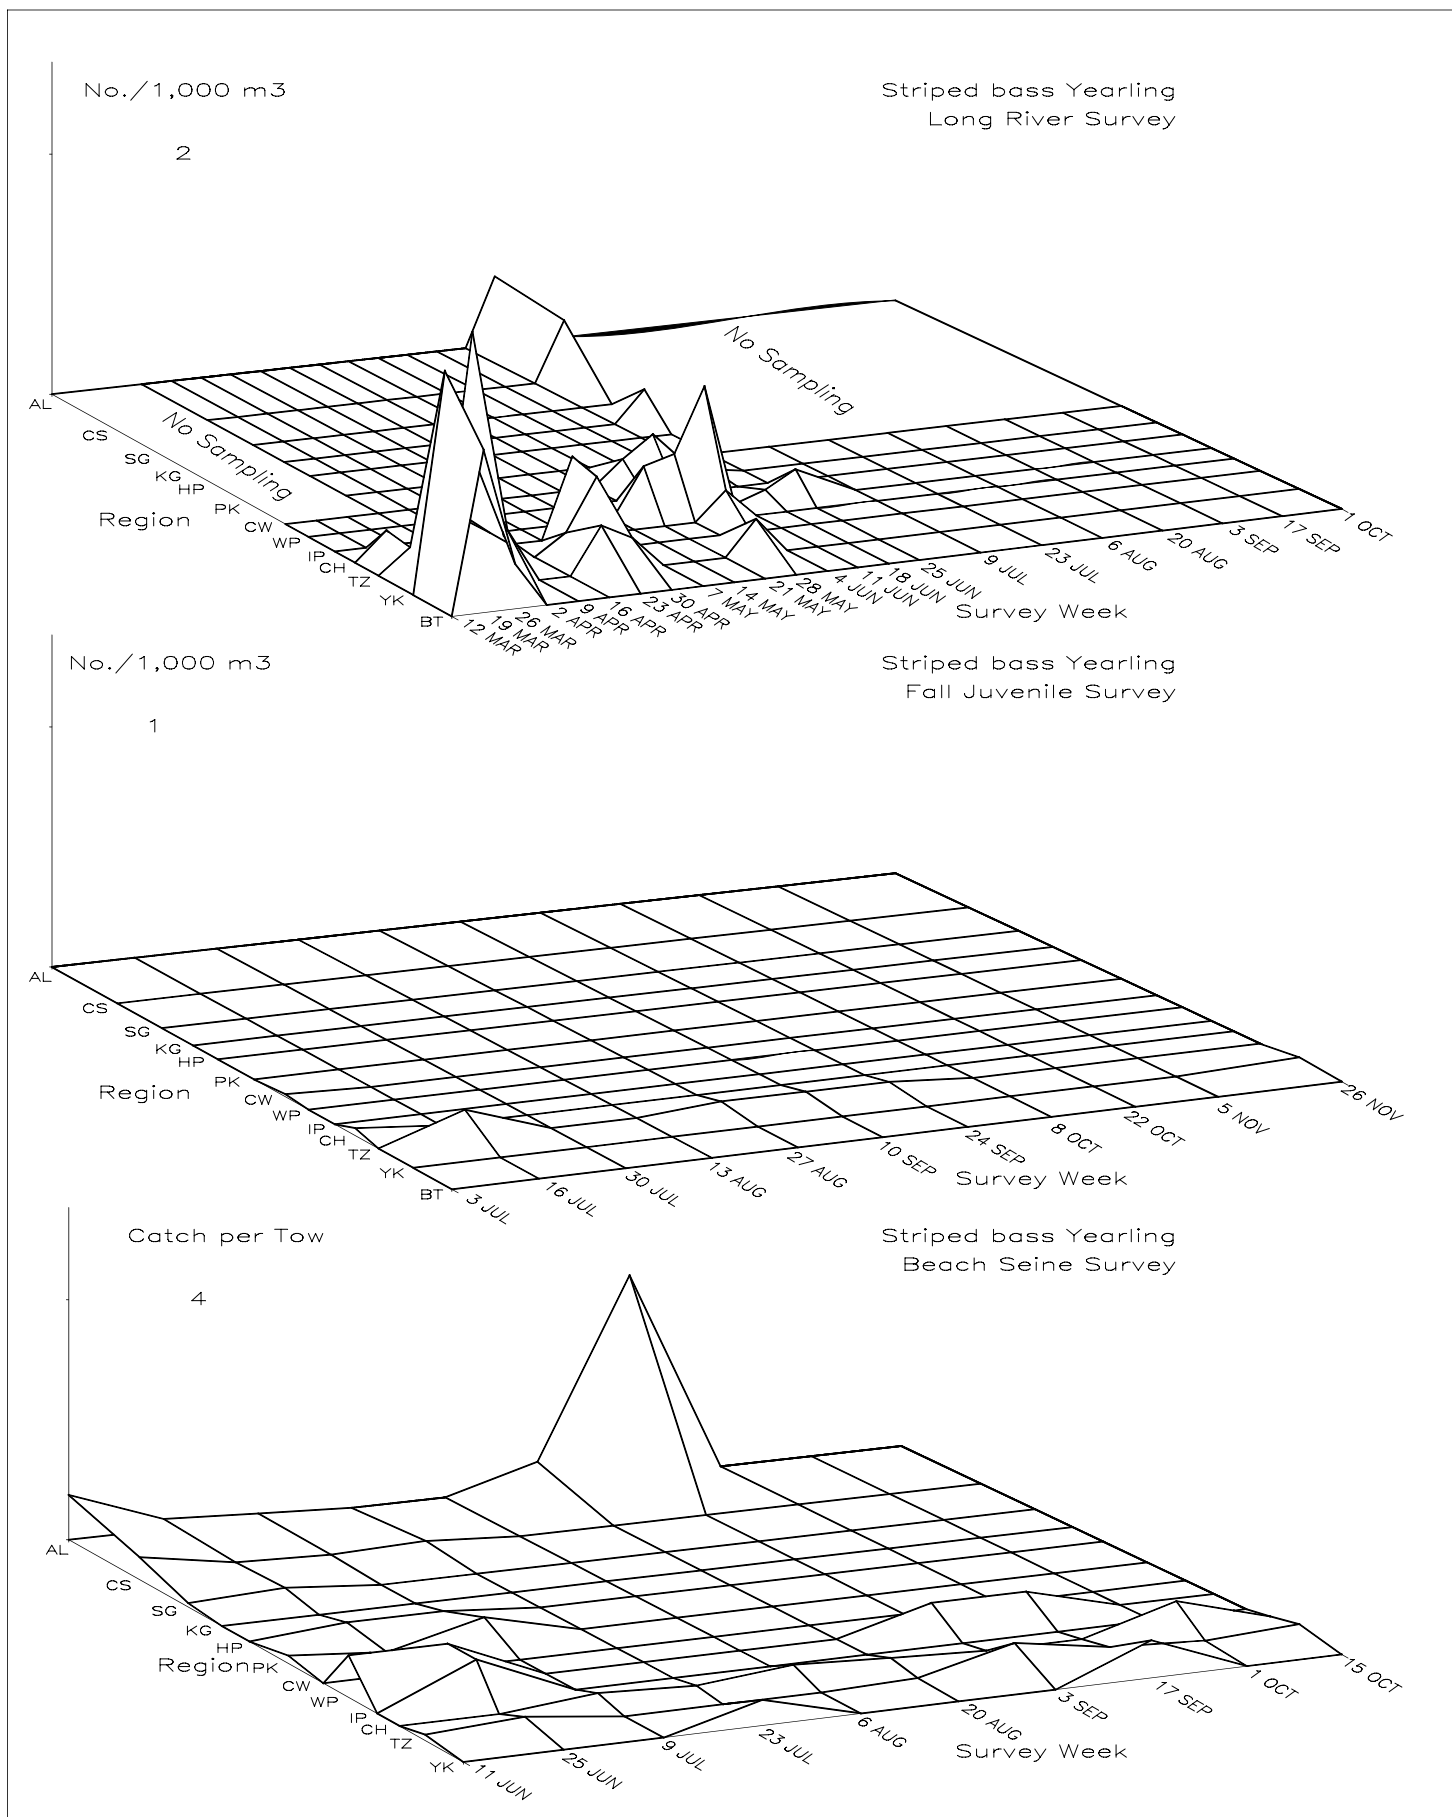 No./1,000 m3
Striped bass Yearling
Long River Survey
2
No Sampling
AL
CS
SG
KG
HP
PK
CW
WP
IP
CH
TZ
YK
BT
No Sampling
Region
12 MAR
19 MAR
26 MAR
2 APR
9 APR
16 APR
23 APR
30 APR
7 MAY
14 MAY
21 MAY
28 MAY
4 JUN
11 JUN
18 JUN
25 JUN
9 JUL
23 JUL
6 AUG
20 AUG
3 SEP
17 SEP
1 OCT
Survey Week
No./1,000 m3
Striped bass Yearling
Fall Juvenile Survey
1
AL
CS
SG
KG
HP
PK
CW
WP
IP
CH
TZ
YK
BT
Region
3 JUL
16 JUL
30 JUL
13 AUG
27 AUG
10 SEP
24 SEP
8 OCT
22 OCT
5 NOV
26 NOV
Survey Week
Catch per Tow
Striped bass Yearling
Beach Seine Survey
4
AL
CS
SG
KG
HP
PK
CW
WP
IP
CH
TZ
YK
Region
11 JUN
25 JUN
9 JUL
23 JUL
6 AUG
20 AUG
3 SEP
17 SEP
1 OCT
15 OCT
Survey Week